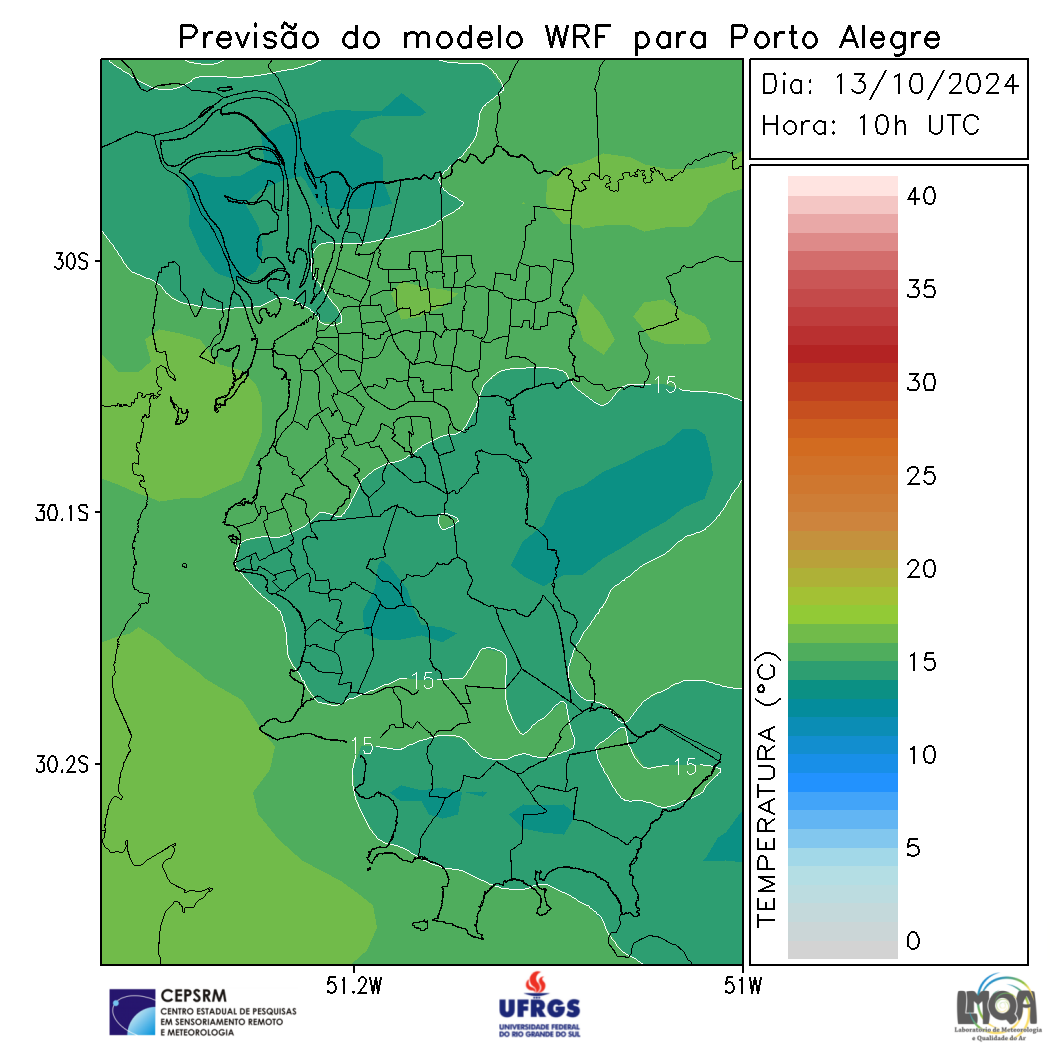 Previsão do modelo WRF para Porto Alegre
Dia: 13/10/2024
Hora: 10h UTC
40
35
30
25
20
15
10
5
0
TEMPERATURA (°C)
30S
30.1S
30.2S
15
15
15
15
51.2W
51W
CEPSRM
CENTRO ESTADUAL DE PESQUISAS
EM SENSORIAMENTO REMOTO
E METEOROLOGIA
UFRGS
UNIVERSIDADE FEDERAL
DO RIO GRANDE DO SUL
LMQA
Laboratório de Meteorologia
e Qualidade do Ar